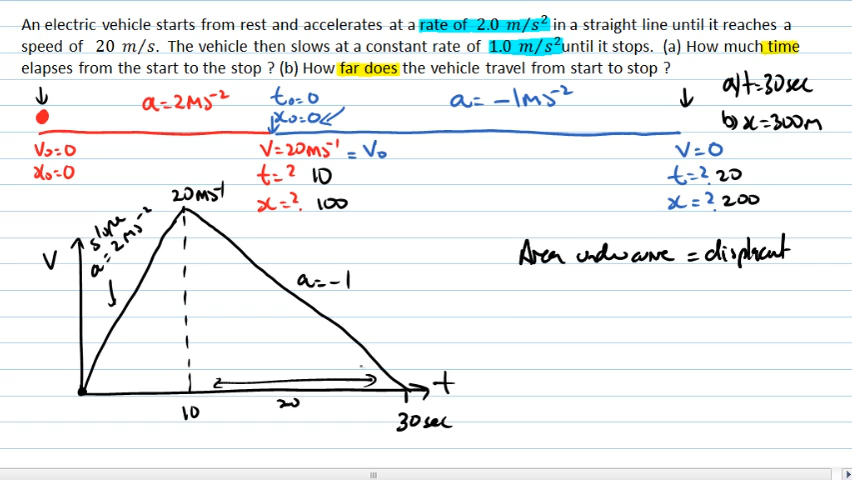 An electric vehicle starts from rest and accelerates at a rate of 2.0 m/s² in a straight line until it reaches a
speed of 20 m/s. The vehicle then slows at a constant rate of 1.0 m/s² until it stops. (a) How much time
elapses from the start to the stop ? (b) How far does the vehicle travel from start to stop ?
a) t=30sec
b) x=300m
a=2ms⁻²
t₀=0
x₀=0
a= -1ms⁻²
V₀=0
x₀=0
V=20ms⁻¹ = V₀
t=? 10
x=? 100
V=0
t=? 20
x=? 200
20ms⁻¹
slope
a=2ms⁻²
V
a=-1
Area = 
t
10
20
30sec